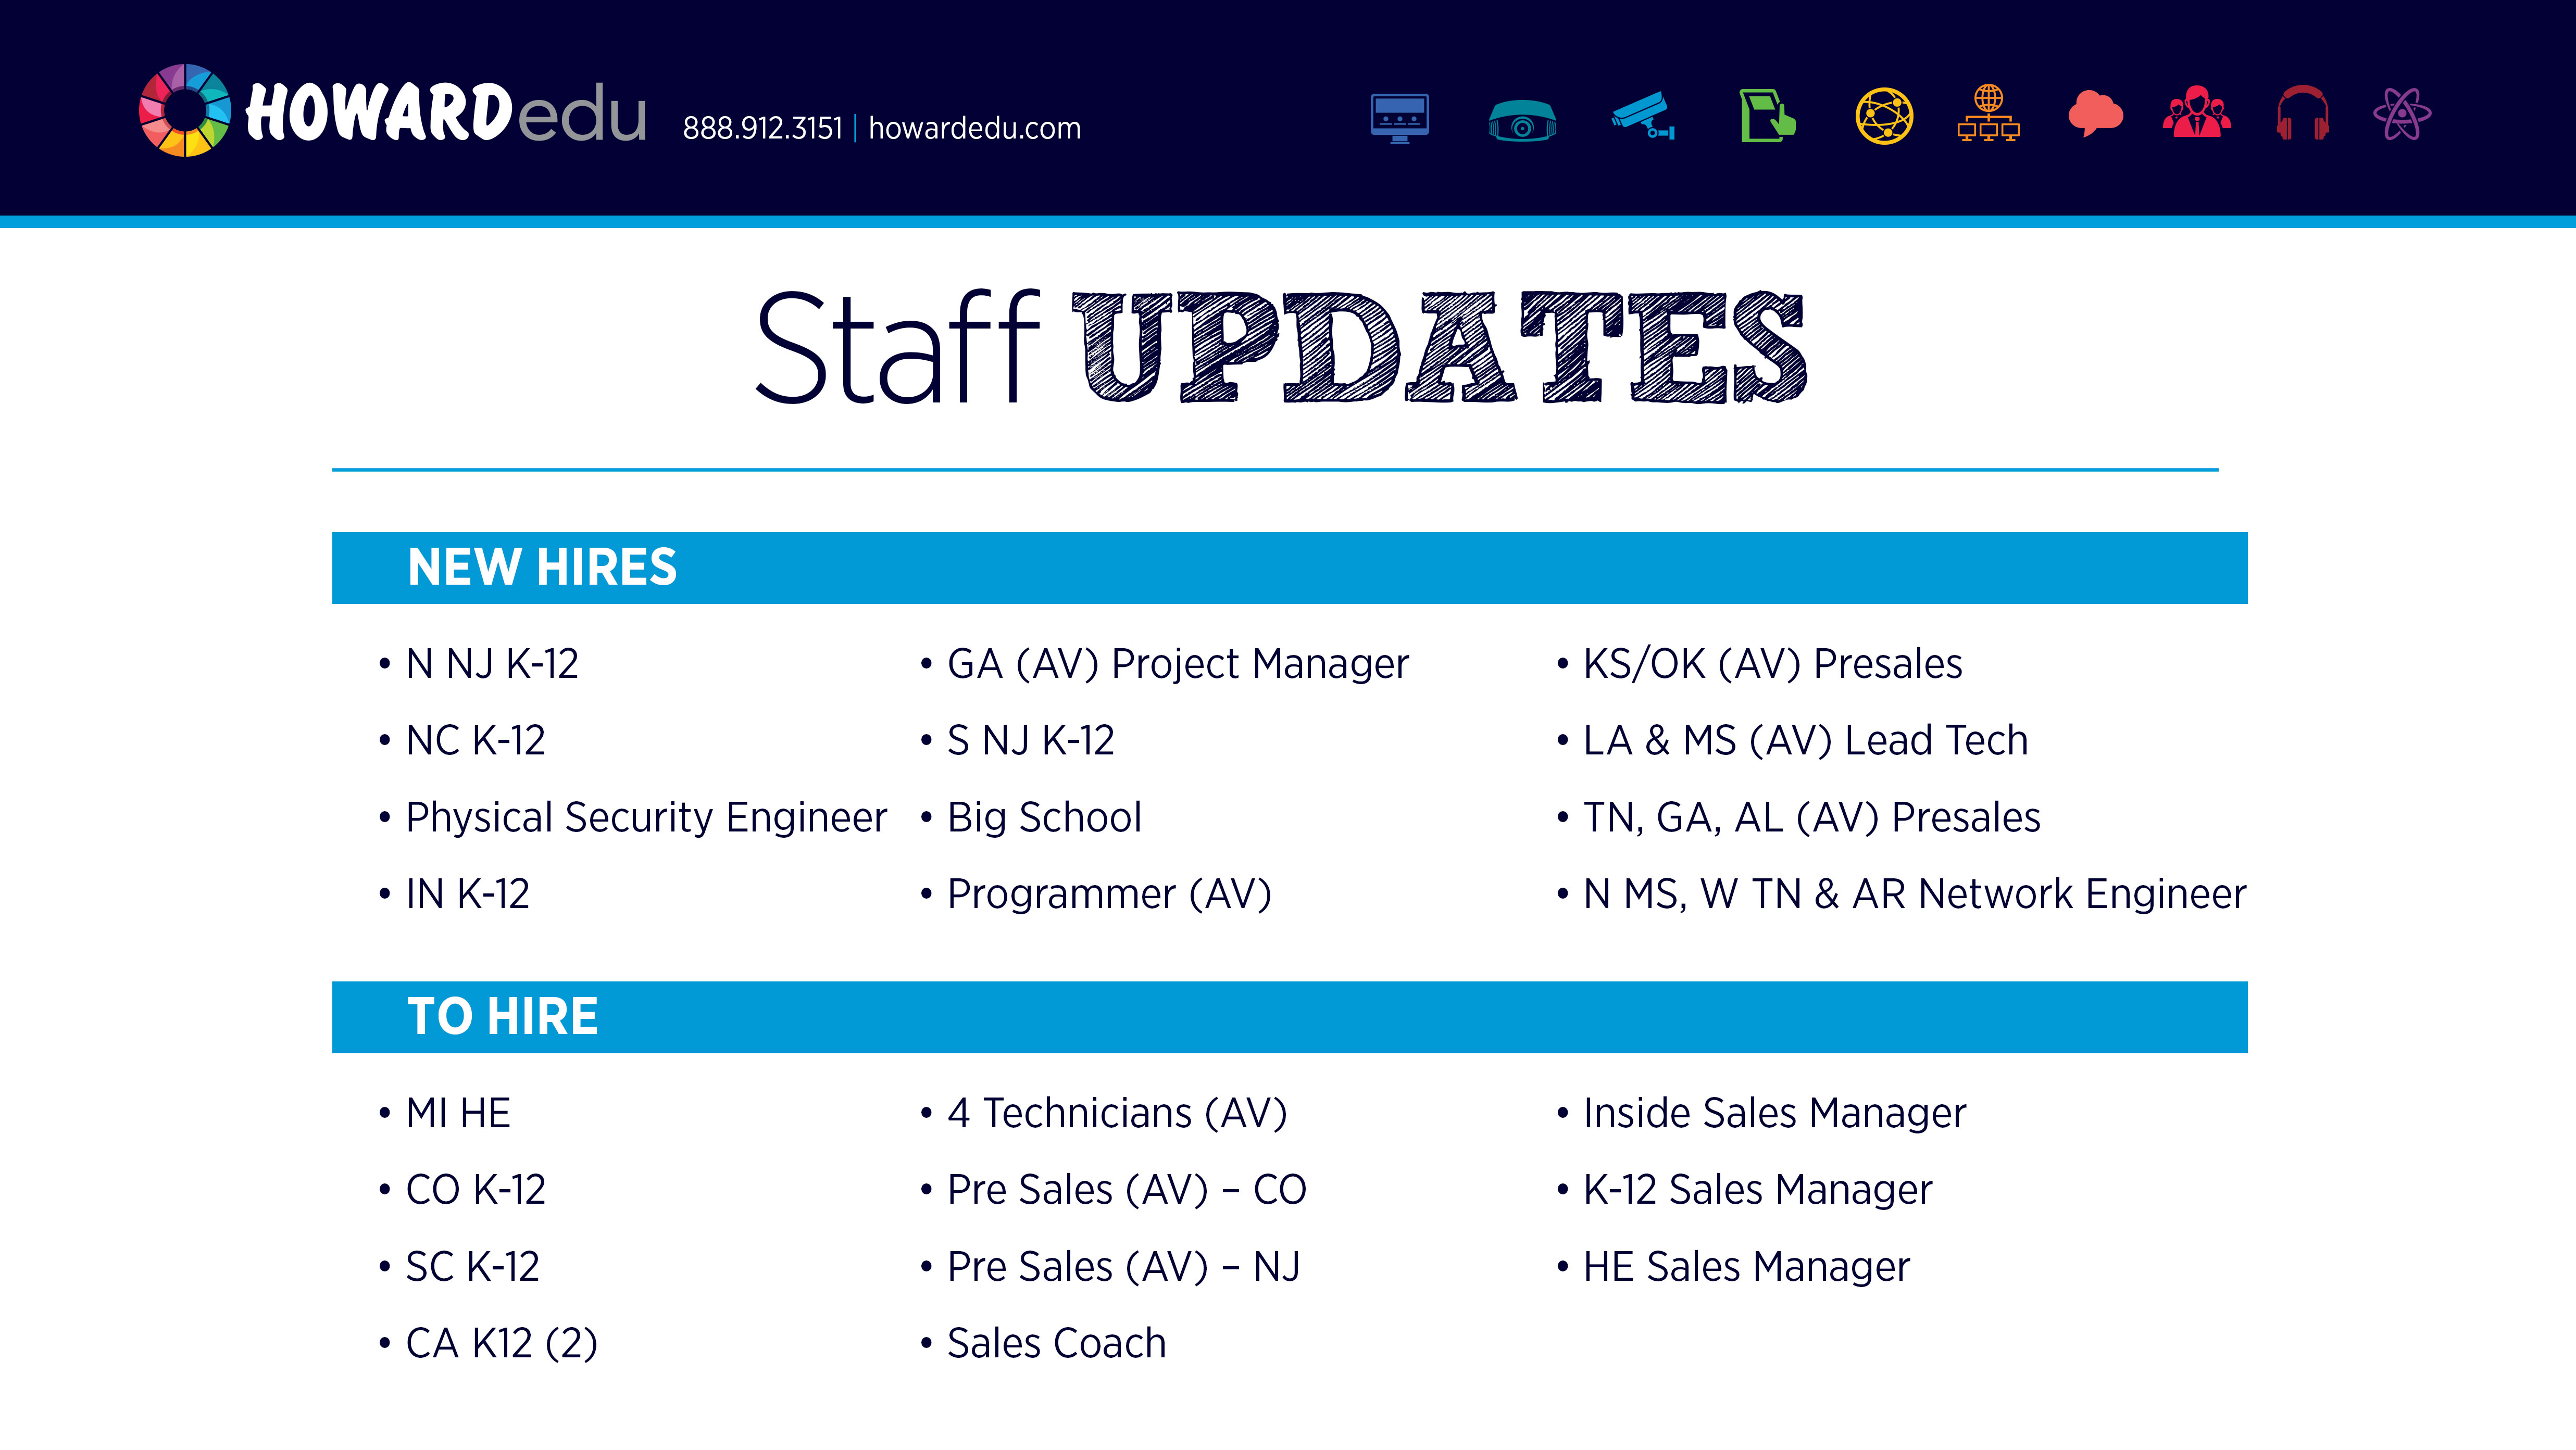 HOWARD edu 888.912.3151 | howardedu.com
Staff UPDATES
NEW HIRES
• N NJ K-12
• NC K-12
• Physical Security Engineer
• IN K-12
• GA (AV) Project Manager
• S NJ K-12
• Big School
• Programmer (AV)
• KS/OK (AV) Presales
• LA & MS (AV) Lead Tech
• TN, GA, AL (AV) Presales
• N MS, W TN & AR Network Engineer
TO HIRE
• MI HE
• CO K-12
• SC K-12
• CA K12 (2)
• 4 Technicians (AV)
• Pre Sales (AV) – CO
• Pre Sales (AV) – NJ
• Sales Coach
• Inside Sales Manager
• K-12 Sales Manager
• HE Sales Manager